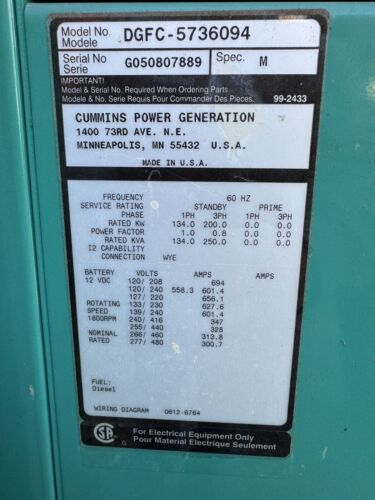 Model No. DGFC-5736094
Modele
Serial No. G050807889 Spec. M
Serie
IMPORTANT!
Model & Serial No. Required When Ordering Parts
Modele & No. de Serie Requis Pour Commander Des Pieces. 99-2433
CUMMINS POWER GENERATION
1400 73RD AVE. N.E.
MINNEAPOLIS, MN 55432 U.S.A.
MADE IN U.S.A.
FREQUENCY 60 HZ
SERVICE RATING STANDBY PRIME
PHASE 1PH 3PH 1PH 3PH
RATED KW 134.0 200.0 0.0 0.0
POWER FACTOR 1.0 0.8 0.0 0.0
RATED KVA 134.0 250.0 0.0 0.0
I2 CAPABILITY
CONNECTION WYE
BATTERY VOLTS AMPS AMPS
12 VDC 120/ 208 694
120/ 240 558.3 601.4
127/ 220 656.1
ROTATING 133/ 230 627.6
SPEED 139/ 240 601.4
1800RPM 240/ 416 347
255/ 440 328
NOMINAL 266/ 460 313.8
RATED 277/ 480 300.7
FUEL:
Diesel
WIRING DIAGRAM 0612-6764
For Electrical Equipment Only
Pour Material Electrique Seulement